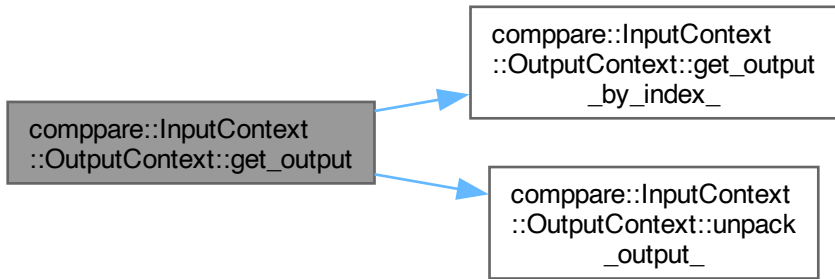 comppare::InputContext
::OutputContext::get_output
_by_index_
comppare::InputContext
::OutputContext::get_output
comppare::InputContext
::OutputContext::unpack
_output_